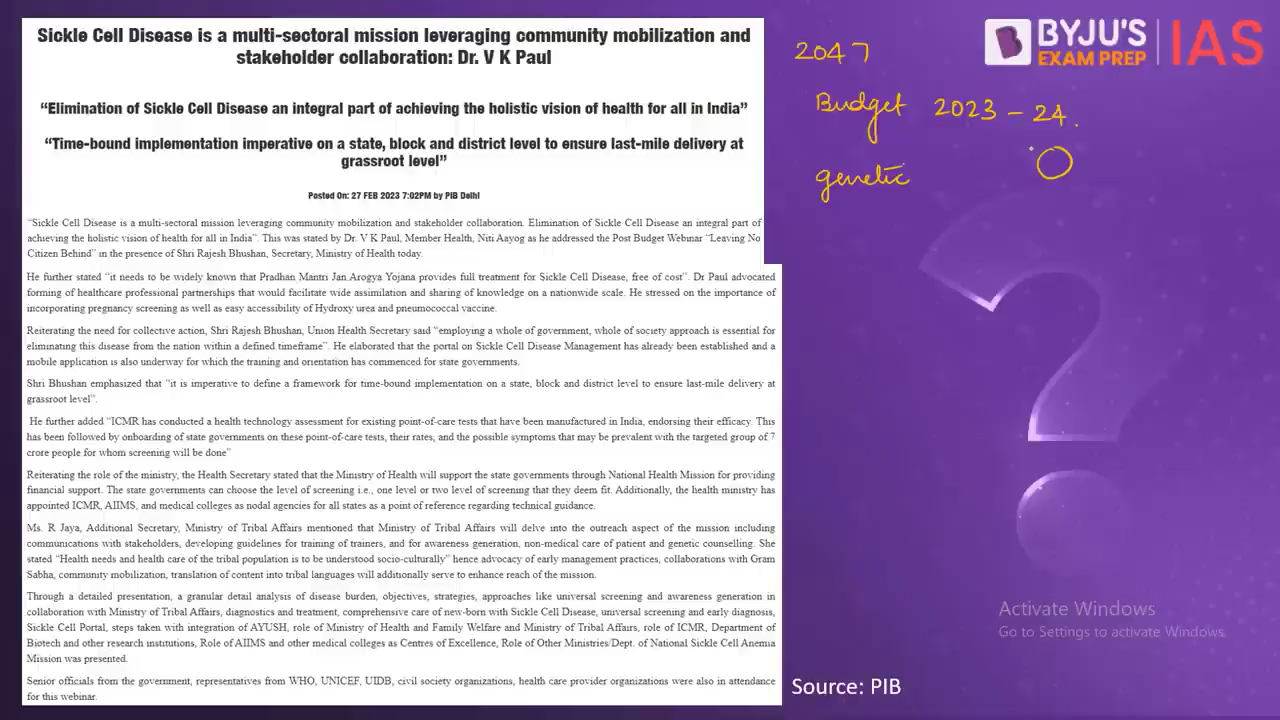 Sickle Cell Disease is a multi-sectoral mission leveraging community mobilization and
stakeholder collaboration: Dr. V K Paul
“Elimination of Sickle Cell Disease an integral part of achieving the holistic vision of health for all in India”
“Time-bound implementation imperative on a state, block and district level to ensure last-mile delivery at
grassroot level”
Posted On: 27 FEB 2023 7:02PM by PIB Delhi
“Sickle Cell Disease is a multi-sectoral mission leveraging community mobilization and stakeholder collaboration. Elimination of Sickle Cell Disease an integral part of
achieving the holistic vision of health for all in India”. This was stated by Dr. V K Paul, Member Health, Niti Aayog as he addressed the Post Budget Webinar “Leaving No
Citizen Behind” in the presence of Shri Rajesh Bhushan, Secretary, Ministry of Health today.
He further stated “it needs to be widely known that Pradhan Mantri Jan Arogya Yojana provides full treatment for Sickle Cell Disease, free of cost”. Dr Paul advocated
forming of healthcare professional partnerships that would facilitate wide assimilation and sharing of knowledge on a nationwide scale. He stressed on the importance of
incorporating pregnancy screening as well as easy accessibility of Hydroxy urea and pneumococcal vaccine.
Reiterating the need for collective action, Shri Rajesh Bhushan, Union Health Secretary said “employing a whole of government, whole of society approach is essential for
eliminating this disease from the nation within a defined timeframe”. He elaborated that the portal on Sickle Cell Disease Management has already been established and a
mobile application is also underway for which the training and orientation has commenced for state governments.
Shri Bhushan emphasized that “it is imperative to define a framework for time-bound implementation on a state, block and district level to ensure last-mile delivery at
grassroot level”.
He further added “ICMR has conducted a health technology assessment for existing point-of-care tests that have been manufactured in India, endorsing their efficacy. This
has been followed by onboarding of state governments on these point-of-care tests, their rates, and the possible symptoms that may be prevalent with the targeted group of 7
crore people for whom screening will be done”
Reiterating the role of the ministry, the Health Secretary stated that the Ministry of Health will support the state governments through National Health Mission for providing
financial support. The state governments can choose the level of screening i.e., one level or two level of screening that they deem fit. Additionally, the health ministry has
appointed ICMR, AIIMS, and medical colleges as nodal agencies for all states as a point of reference regarding technical guidance.
Ms. R Jaya, Additional Secretary, Ministry of Tribal Affairs mentioned that Ministry of Tribal Affairs will delve into the outreach aspect of the mission including
communications with stakeholders, developing guidelines for training of trainers, and for awareness generation, non-medical care of patient and genetic counselling. She
stated “Health needs and health care of the tribal population is to be understood socio-culturally” hence advocacy of early management practices, collaborations with Gram
Sabha, community mobilization, translation of content into tribal languages will additionally serve to enhance reach of the mission.
Through a detailed presentation, a granular detail analysis of disease burden, objectives, strategies, approaches like universal screening and awareness generation in
collaboration with Ministry of Tribal Affairs, diagnostics and treatment, comprehensive care of new-born with Sickle Cell Disease, universal screening and early diagnosis,
Sickle Cell Portal, steps taken with integration of AYUSH, role of Ministry of Health and Family Welfare and Ministry of Tribal Affairs, role of ICMR, Department of
Biotech and other research institutions, Role of AIIMS and other medical colleges as Centres of Excellence, Role of Other Ministries/Dept. of National Sickle Cell Anemia
Mission was presented.
Senior officials from the government, representatives from WHO, UNICEF, UIDB, civil society organizations, health care provider organizations were also in attendance
for this webinar.
2047
Budget 2023 – 24.
genetic
BYJU'S
EXAM PREP
IAS
Activate Windows
Go to Settings to activate Windows.
Source: PIB